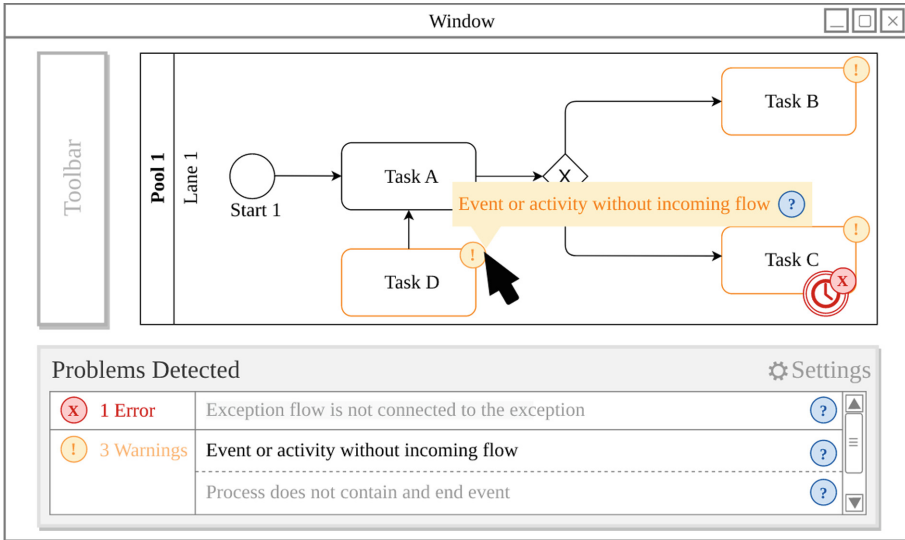 Window
Toolbar
Pool 1
Lane 1
Start 1
Task A
X
Task B
!
Event or activity without incoming flow ?
Task D
!
Task C
!
X
Problems Detected
Settings
X 1 Error
Exception flow is not connected to the exception ?
! 3 Warnings
Event or activity without incoming flow ?
Process does not contain and end event ?